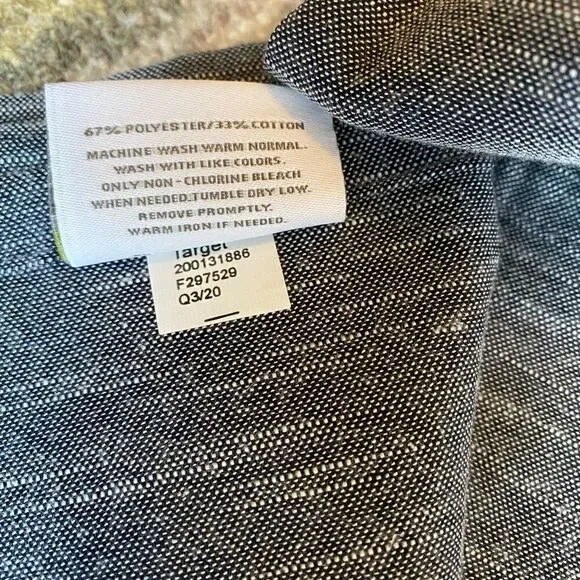 67% POLYESTER/33% COTTON
MACHINE WASH WARM NORMAL.
WASH WITH LIKE COLORS.
ONLY NON-CHLORINE BLEACH
WHEN NEEDED.TUMBLE DRY LOW.
REMOVE PROMPTLY.
WARM IRON IF NEEDED.
Target
200131886
F297529
Q3/20